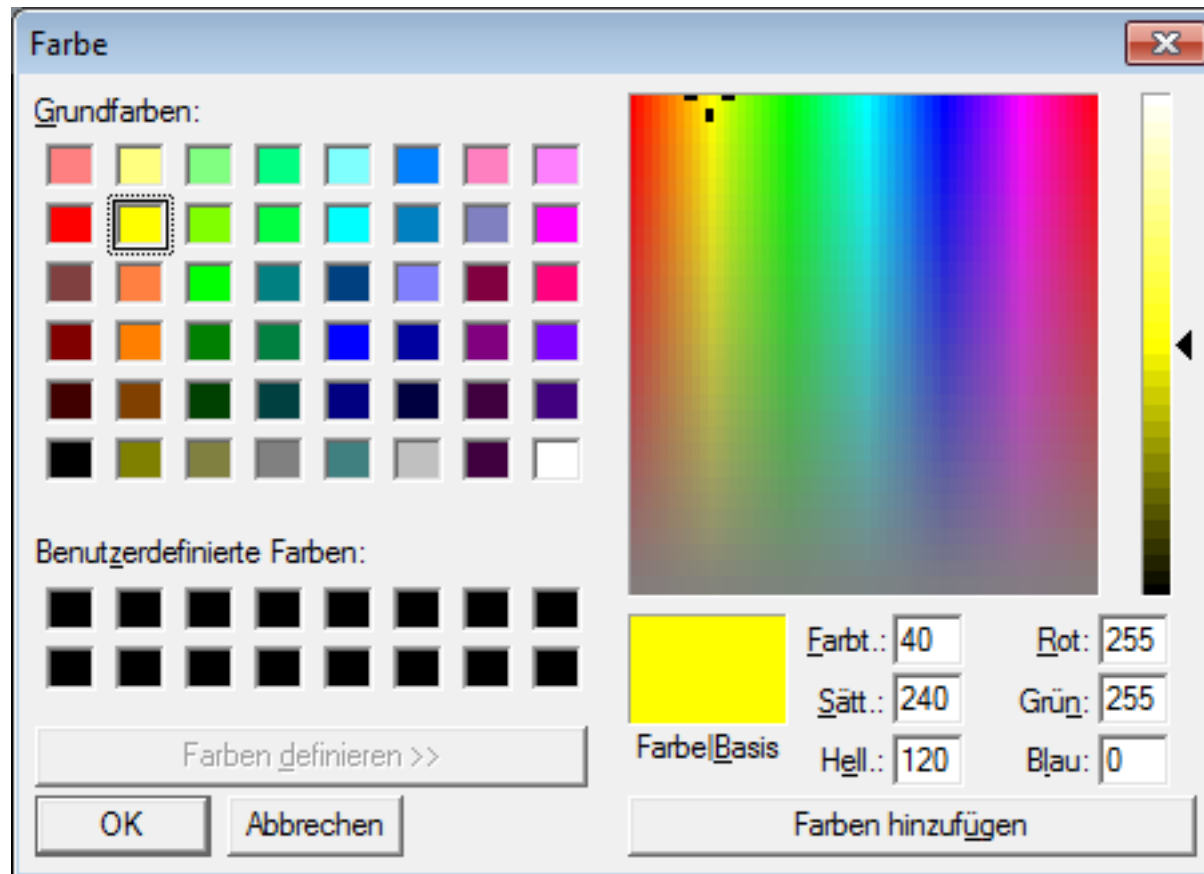 Farbe
Grundfarben:
Benutzerdefinierte Farben:
Farben definieren >>
OK Abbrechen
Farbe|Basis
Farbt.: 40 Rot: 255
Sätt.: 240 Grün: 255
Hell.: 120 Blau: 0
Farben hinzufügen